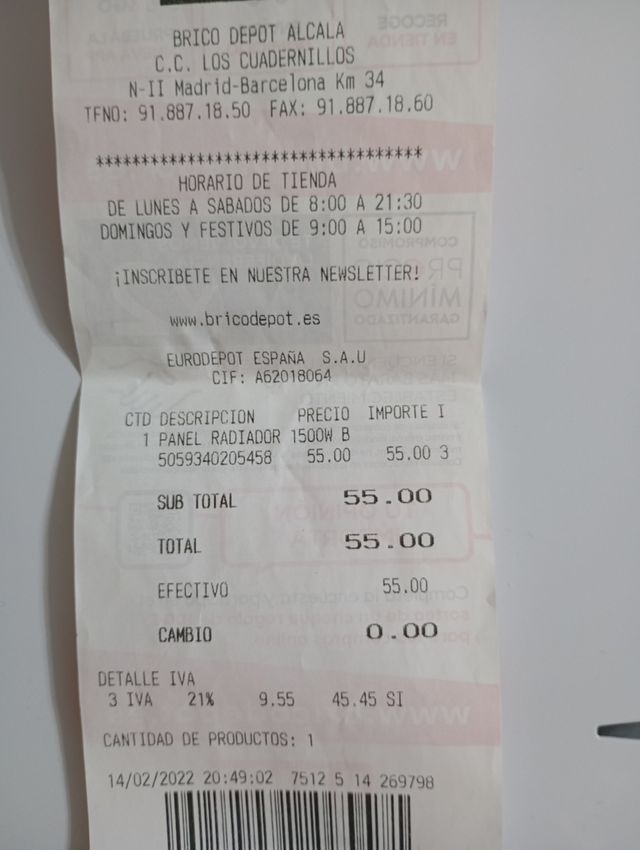 BRICO DEPOT ALCALA
C.C. LOS CUADERNILLOS
N-II Madrid-Barcelona Km 34
TFNO: 91.887.18.50 FAX: 91.887.18.60
***********************************
HORARIO DE TIENDA
DE LUNES A SABADOS DE 8:00 A 21:30
DOMINGOS Y FESTIVOS DE 9:00 A 15:00
¡INSCRIBETE EN NUESTRA NEWSLETTER!
www.bricodepot.es
EURODEPOT ESPAÑA S.A.U
CIF: A62018064
CTD DESCRIPCION PRECIO IMPORTE I
1 PANEL RADIADOR 1500W B
5059340205458 55.00 55.00 3
SUB TOTAL 55.00
TOTAL 55.00
EFECTIVO 55.00
CAMBIO 0.00
DETALLE IVA
3 IVA 21% 9.55 45.45 SI
CANTIDAD DE PRODUCTOS: 1
14/02/2022 20:49:02 7512 5 14 269798